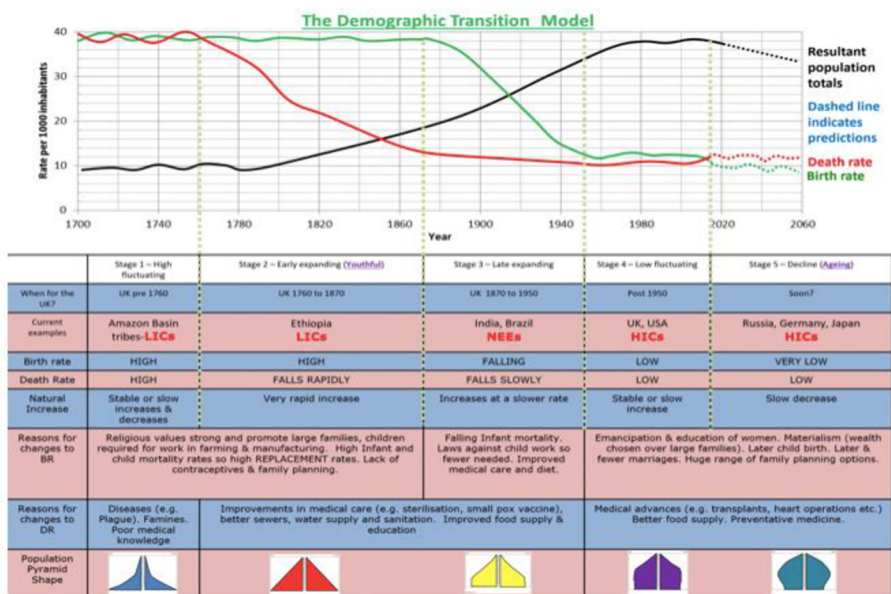 The Demographic Transition Model
40
30
20
10
0
Rate per 1000 inhabitants
1700
1740
1780
1820
1860
1900
1940
1980
2020
2060
Year
Resultant
population
totals
Dashed line
indicates
predictions
Death rate
Birth rate
Stage 1 – High
fluctuating
Stage 2 – Early expanding (Youthful)
Stage 3 – Late expanding
Stage 4 – Low fluctuating
Stage 5 – Decline (Ageing)
When for the
UK?
UK pre 1760
UK 1760 to 1870
UK 1870 to 1950
Post 1950
Soon?
Current
examples
Amazon Basin
tribes-LICs
Ethiopia
LICs
India, Brazil
NEEs
UK, USA
HICs
Russia, Germany, Japan
HICs
Birth rate
HIGH
HIGH
FALLING
LOW
VERY LOW
Death Rate
HIGH
FALLS RAPIDLY
FALLS SLOWLY
LOW
LOW
Natural
Increase
Stable or slow
increases &
decreases
Very rapid increase
Increases at a slower rate
Stable or slow
increase
Slow decrease
Reasons for
changes to
BR
Religious values strong and promote large families, children
required for work in farming & manufacturing. High Infant and
child mortality rates so high REPLACEMENT rates. Lack of
contraceptives & family planning.
Falling Infant mortality.
Laws against child work so
fewer needed. Improved
medical care and diet.
Emancipation & education of women. Materialism (wealth
chosen over large families). Later child birth. Later &
fewer marriages. Huge range of family planning options.
Reasons for
changes to
DR
Diseases (e.g.
Plague). Famines.
Poor medical
knowledge
Improvements in medical care (e.g. sterilisation, small pox vaccine),
better sewers, water supply and sanitation. Improved food supply &
education
Medical advances (e.g. transplants, heart operations etc.)
Better food supply. Preventative medicine.
Population
Pyramid
Shape